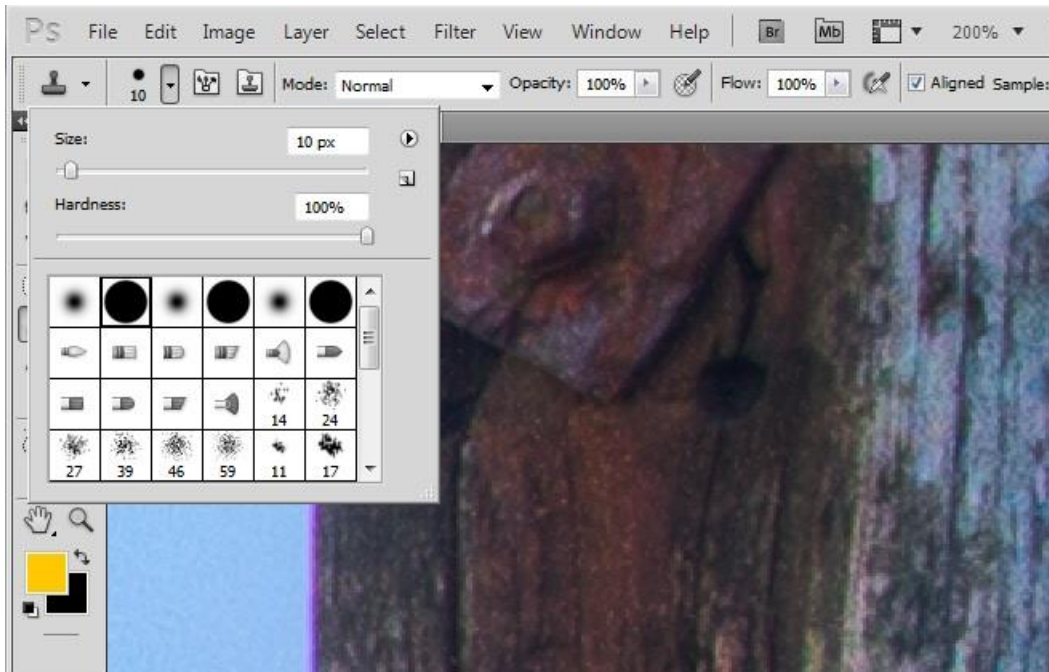 Ps File Edit Image Layer Select Filter View Window Help Br Mb 200%
10 Mode: Normal Opacity: 100% Flow: 100% Aligned Sample:
Size: 10 px
Hardness: 100%
14 24
27 39 46 59 11 17